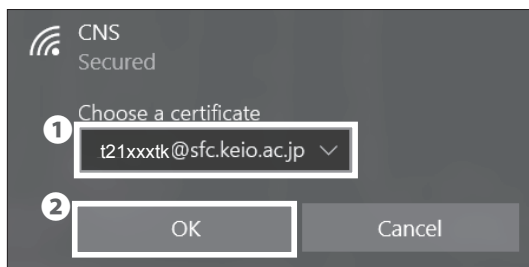 CNS
Secured
Choose a certificate
1
t21xxxtk@sfc.keio.ac.jp
2
OK
Cancel